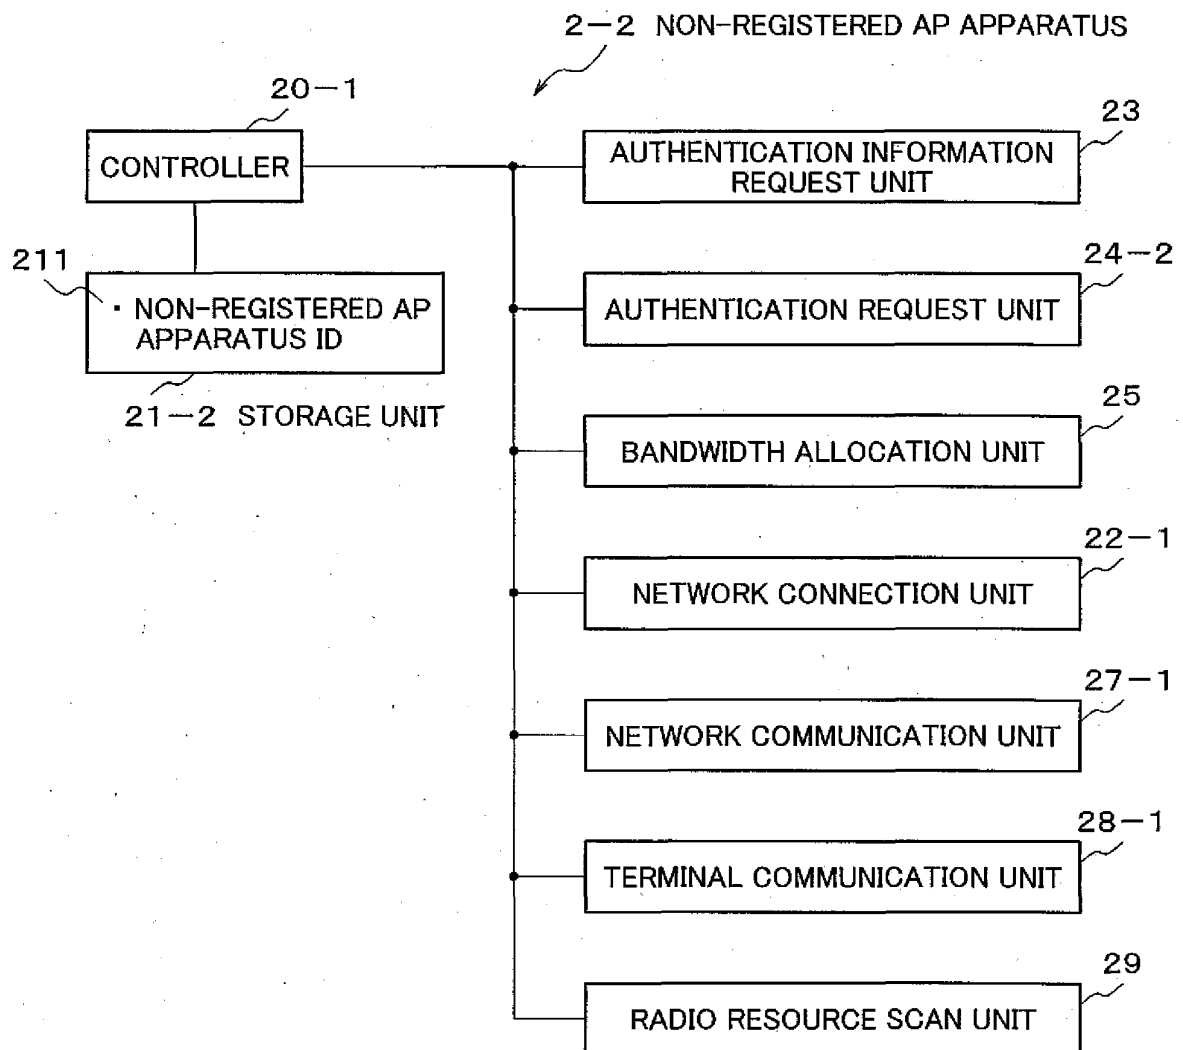 2-2 NON-REGISTERED AP APPARATUS
20-1
CONTROLLER
211
· NON-REGISTERED AP
APPARATUS ID
21-2 STORAGE UNIT
23
AUTHENTICATION INFORMATION
REQUEST UNIT
24-2
AUTHENTICATION REQUEST UNIT
25
BANDWIDTH ALLOCATION UNIT
22-1
NETWORK CONNECTION UNIT
27-1
NETWORK COMMUNICATION UNIT
28-1
TERMINAL COMMUNICATION UNIT
29
RADIO RESOURCE SCAN UNIT